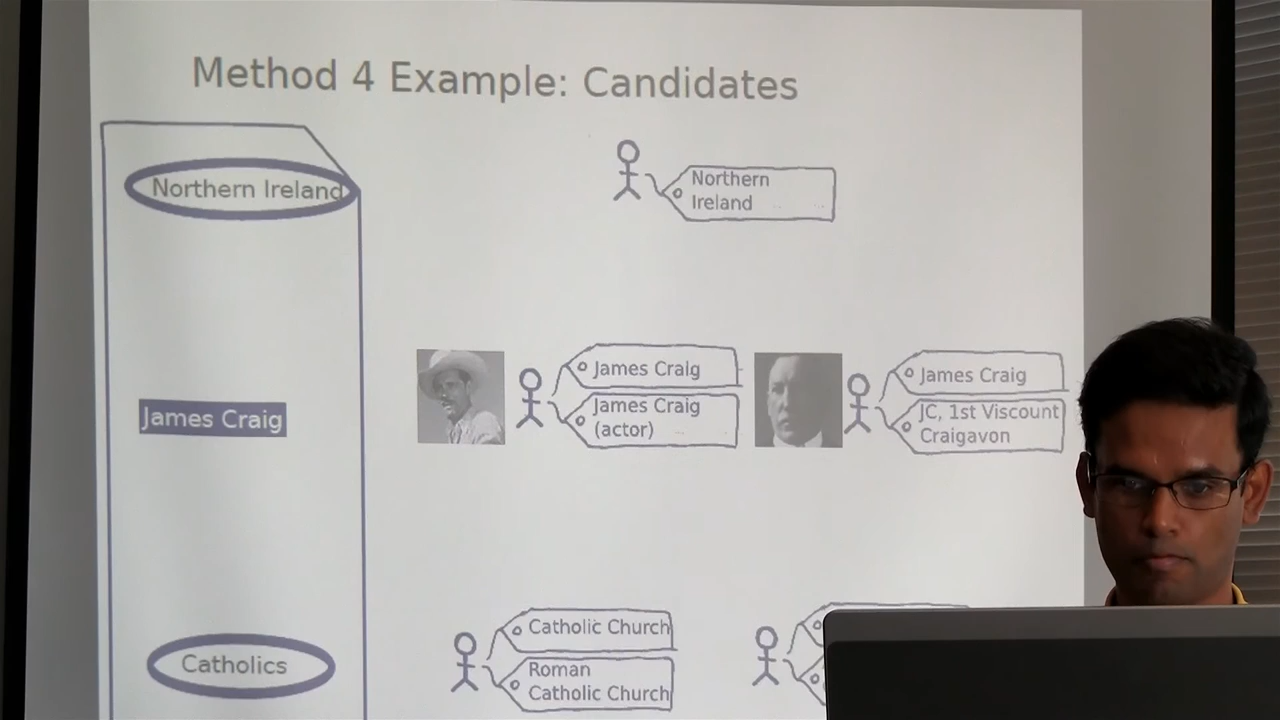 Method 4 Example: Candidates
Northern Ireland
Northern
Ireland
James Craig
James Craig
James Craig
(actor)
James Craig
JC, 1st Viscount
Craigavon
Catholics
Catholic Church
Roman
Catholic Church